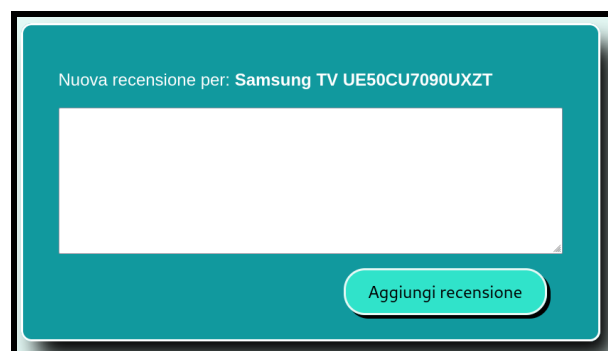 Nuova recensione per: Samsung TV UE50CU7090UXZT
Aggiungi recensione